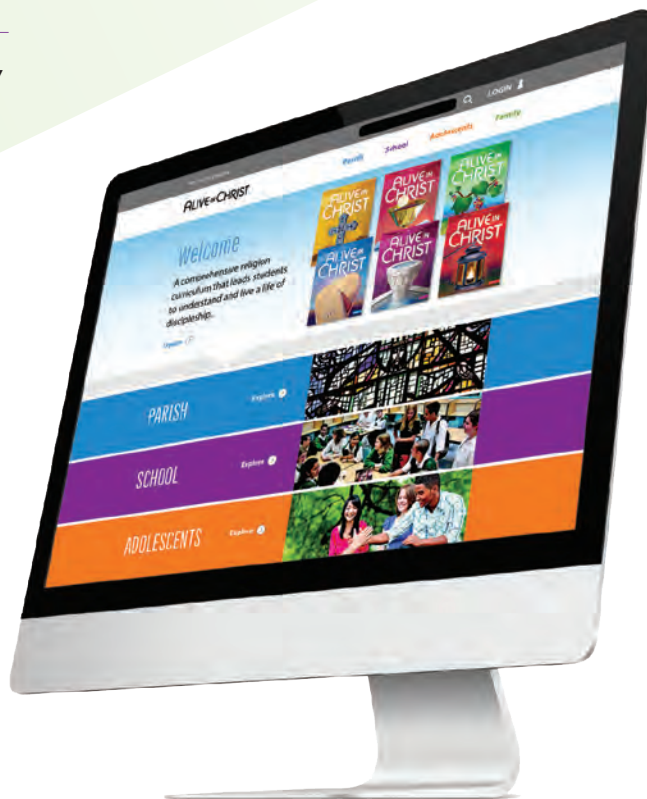 LOGIN
Parish School Adolescents Family
ALIVE IN CHRIST
ALIVE IN CHRIST
ALIVE IN CHRIST
ALIVE IN CHRIST
ALIVE IN CHRIST
ALIVE IN CHRIST
ALIVE IN CHRIST
Welcome
A comprehensive religion
curriculum that leads students
to understand and live a life of
discipleship.
Explore
PARISH
Explore
SCHOOL
Explore
ADOLESCENTS
Explore